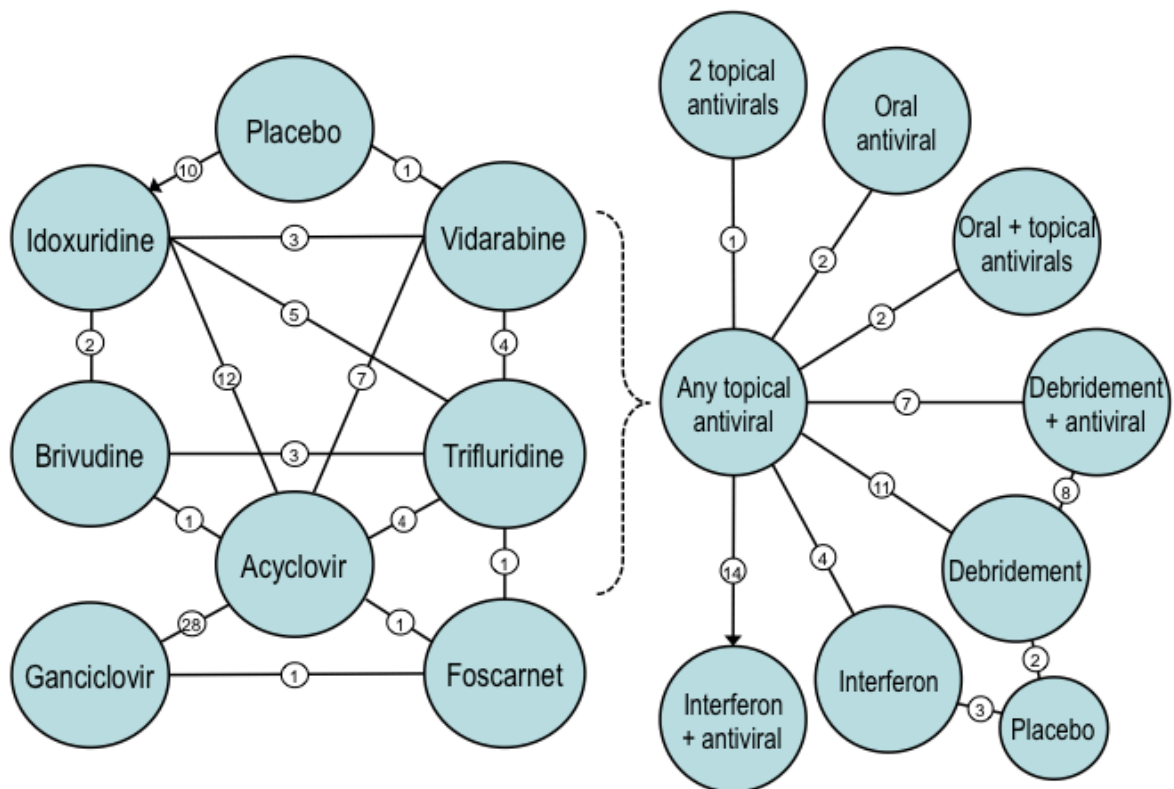 Placebo
10
1
Idoxuridine
3
Vidarabine
5
2
12
7
4
Brivudine
3
Trifluridine
1
4
Acyclovir
1
28
1
Ganciclovir
1
Foscarnet
2 topical
antivirals
Oral
antiviral
1
2
Oral + topical
antivirals
2
Any topical
antiviral
7
Debridement
+ antiviral
11
8
14
4
Debridement
2
Interferon
+ antiviral
Interferon
3
Placebo